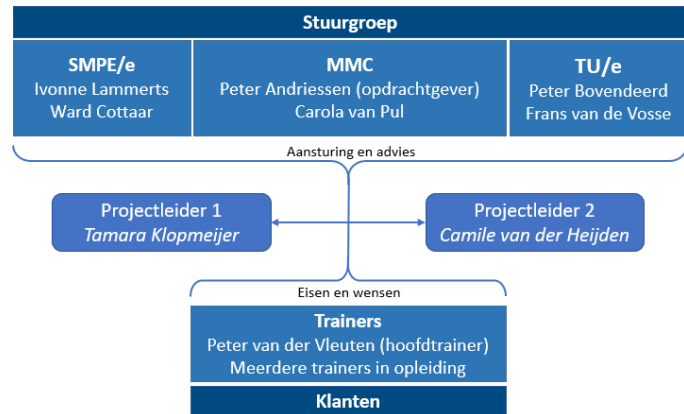 Stuurgroep
SMPE/e
Ivonne Lammerts
Ward Cottaar
MMC
Peter Andriessen (opdrachtgever)
Carola van Pul
TU/e
Peter Bovendeerd
Frans van de Vosse
Aansturing en advies
Projectleider 1
Tamara Klopmeijer
Projectleider 2
Camile van der Heijden
Eisen en wensen
Trainers
Peter van der Vleuten (hoofdtrainer)
Meerdere trainers in opleiding
Klanten